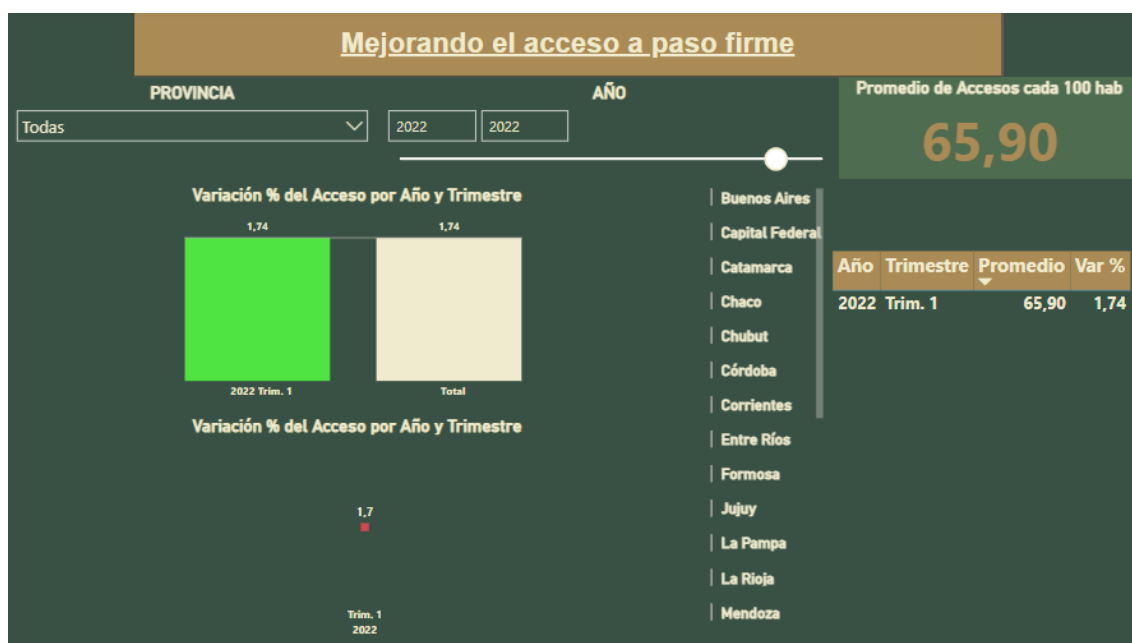 Mejorando el acceso a paso firme
PROVINCIA
Todas
AÑO
2022 2022
Promedio de Accesos cada 100 hab
65,90
Variación % del Acceso por Año y Trimestre
1,74 1,74
2022 Trim. 1 Total
Variación % del Acceso por Año y Trimestre
1,7
Trim. 1
2022
Buenos Aires
Capital Federal
Catamarca
Chaco
Chubut
Córdoba
Corrientes
Entre Ríos
Formosa
Jujuy
La Pampa
La Rioja
Mendoza
Año Trimestre Promedio Var %
2022 Trim. 1 65,90 1,74